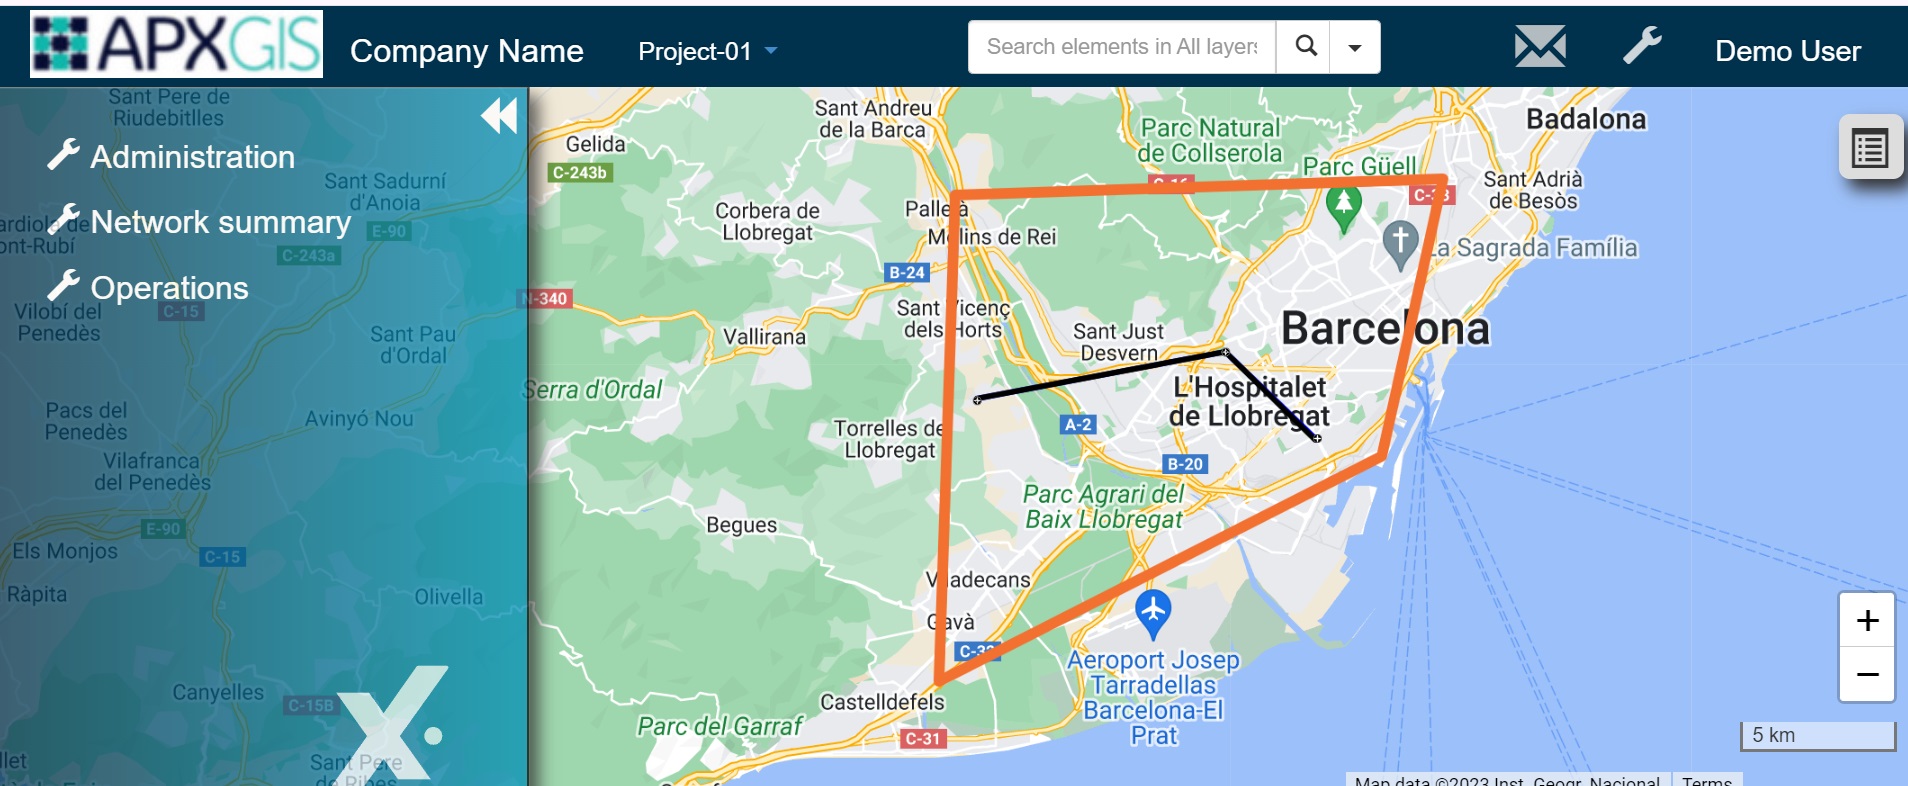 APXGIS
Company Name
Project-01
Search elements in All layers
Demo User
Sant Pere de
Riudebitlles
Administration
Sant Sadurní
d'Anoia
Network summary
E-90
ont-Rubí
C-243a
Operations
Vilobí del
Penedès
C-15
Sant Pau
d'Ordal
Pacs del
Penedès
Avinyó Nou
Vilafranca
del Penedès
E-90
Els Monjos
C-15
Ràpita
Olivella
Canyelles
C-15B
Sant Pere
de Ribes
Sant Andreu
de la Barca
Gelida
C-243b
Parc Natural
de Collserola
Parc Güell
Badalona
C-16
C-33
Sant Adrià
de Besòs
Corbera de
Llobregat
Pallejà
Molins de Rei
La Sagrada Família
B-24
N-340
Sant Vicenç
dels Horts
Vallirana
Sant Just
Desvern
Barcelona
Serra d'Ordal
L'Hospitalet
de Llobregat
Torrelles de
Llobregat
A-2
B-20
Parc Agrari del
Baix Llobregat
Begues
Viladecans
Gavà
C-32
Aeroport Josep
Tarradellas
Barcelona-El
Prat
Castelldefels
Parc del Garraf
C-31
+
−
5 km
Map data ©2023 Inst. Geogr. Nacional
Terms